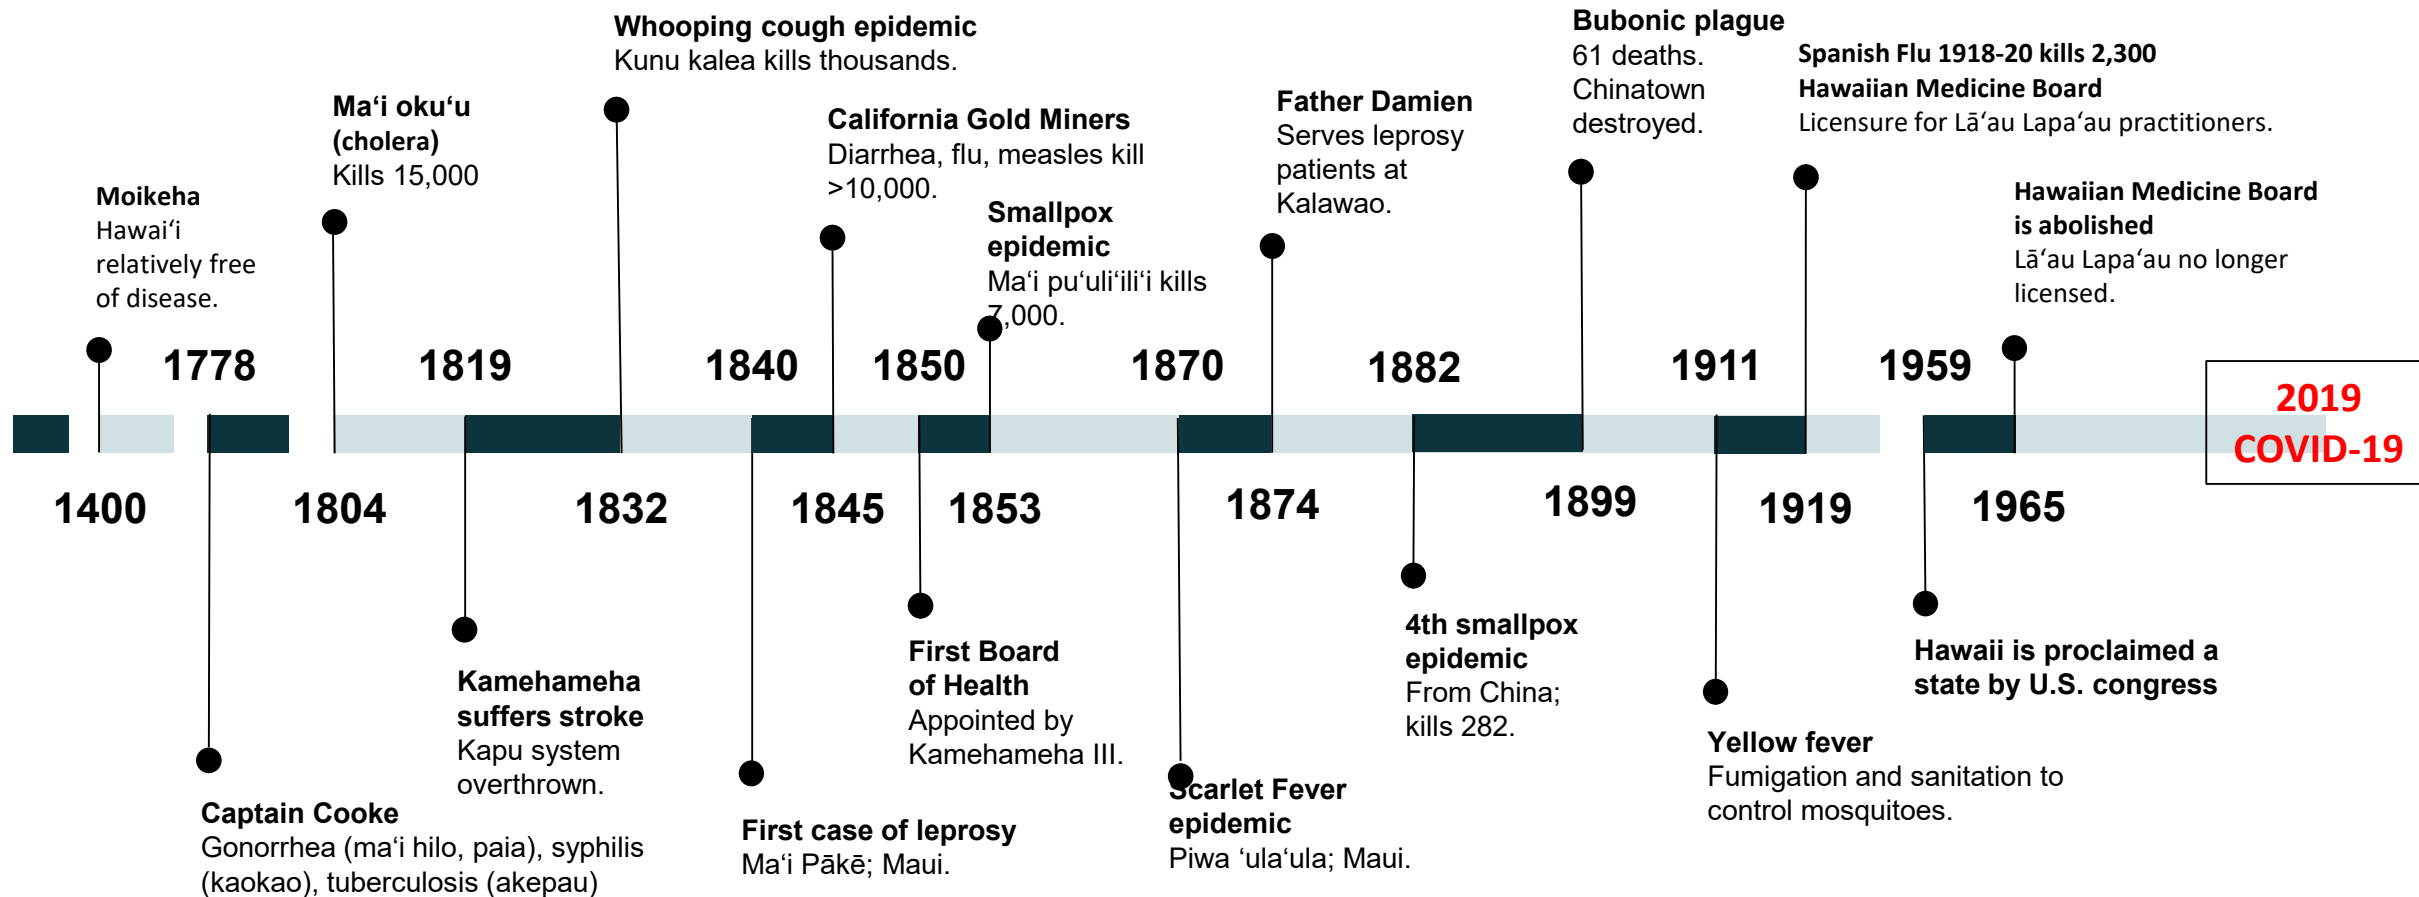 Whooping cough epidemic
Kunu kalea kills thousands.
Bubonic plague
61 deaths.
Chinatown
destroyed.
Spanish Flu 1918-20 kills 2,300
Hawaiian Medicine Board
Licensure for Lāʻau Lapaʻau practitioners.
Maʻi okuʻu
(cholera)
Kills 15,000
California Gold Miners
Diarrhea, flu, measles kill
>10,000.
Father Damien
Serves leprosy
patients at
Kalawao.
Moikeha
Hawaiʻi
relatively free
of disease.
Smallpox
epidemic
Maʻi puʻuliʻiliʻi kills
7,000.
Hawaiian Medicine Board
is abolished
Lāʻau Lapaʻau no longer
licensed.
1778
1819
1840
1850
1870
1882
1911
1959
2019
COVID-19
1400
1804
1832
1845
1853
1874
1899
1919
1965
Captain Cooke
Gonorrhea (maʻi hilo, paia), syphilis
(kaokao), tuberculosis (akepau)
Kamehameha
suffers stroke
Kapu system
overthrown.
First case of leprosy
Maʻi Pākē; Maui.
First Board
of Health
Appointed by
Kamehameha III.
Scarlet Fever
epidemic
Piwa ʻulaʻula; Maui.
4th smallpox
epidemic
From China;
kills 282.
Yellow fever
Fumigation and sanitation to
control mosquitoes.
Hawaii is proclaimed a
state by U.S. congress